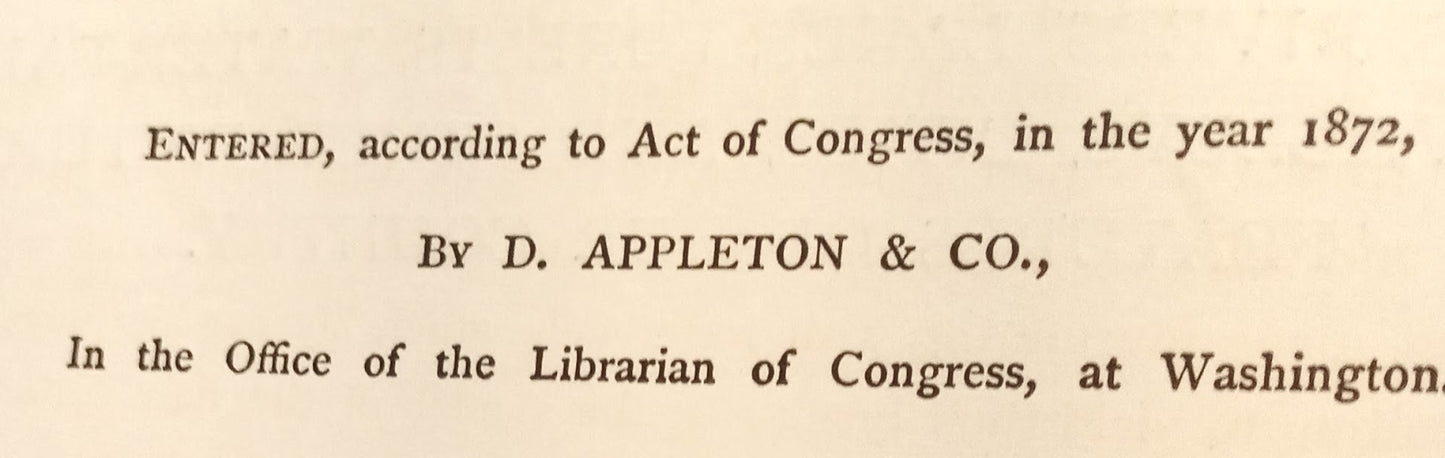 ENTERED, according to Act of Congress, in the year 1872,
BY D. APPLETON & CO.,
In the Office of the Librarian of Congress, at Washington.